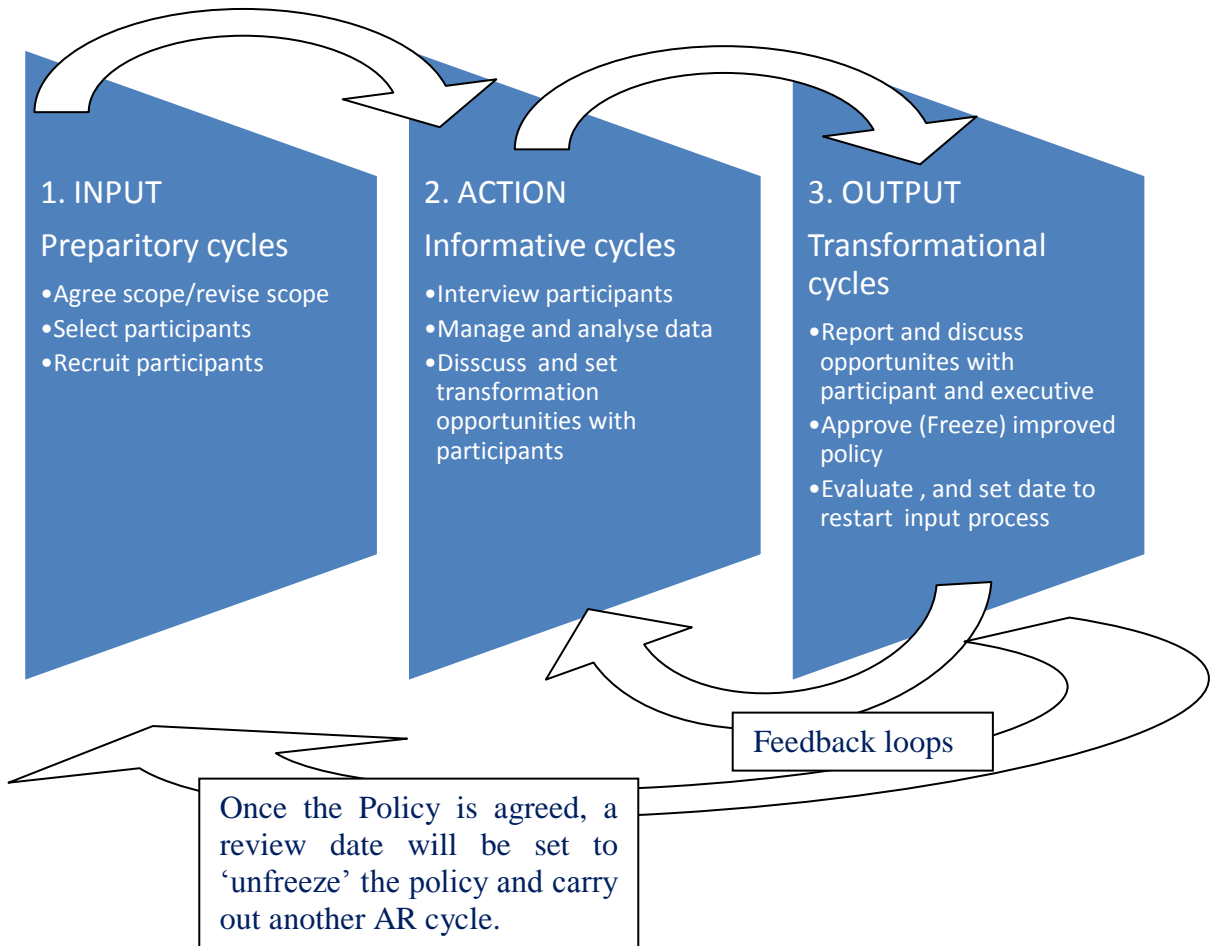 1. INPUT
Preparitory cycles
•Agree scope/revise scope
•Select participants
•Recruit participants
2. ACTION
Informative cycles
•Interview participants
•Manage and analyse data
•Disscuss and set
transformation
opportunities with
participants
3. OUTPUT
Transformational
cycles
•Report and discuss
opportunites with
participant and executive
•Approve (Freeze) improved
policy
•Evaluate , and set date to
restart input process
Feedback loops
Once the Policy is agreed, a
review date will be set to
‘unfreeze’ the policy and carry
out another AR cycle.